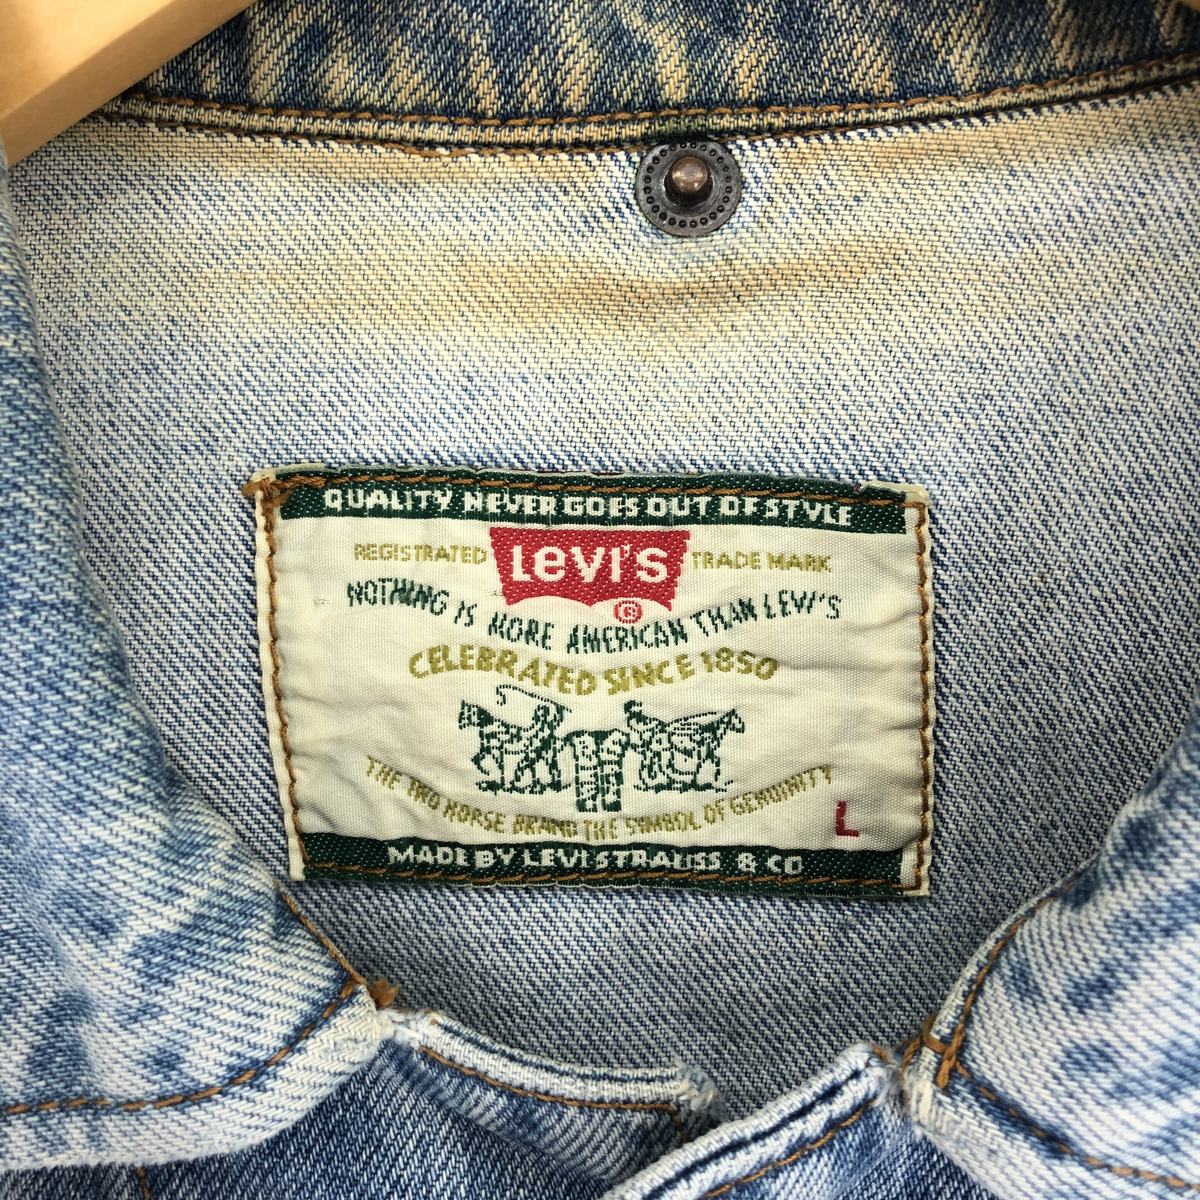 QUALITY NEVER GOES OUT OF STYLE
REGISTRATED Levi's TRADE MARK
®
NOTHING IS MORE AMERICAN THAN LEVI'S
CELEBRATED SINCE 1850
THE TWO HORSE BRAND THE SYMBOL OF GENUINITY
L
MADE BY LEVI STRAUSS & CO